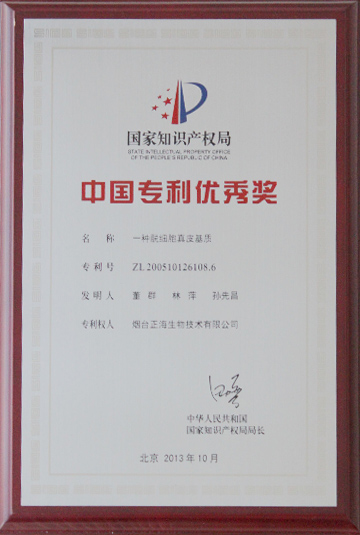 国家知识产权局
STATE INTELLECTUAL PROPERTY OFFICE
OF THE PEOPLE'S REPUBLIC OF CHINA
中国专利优秀奖
名 称 一种脱细胞真皮基质
专利号 ZL 200510126108.6
发明人 董群 林萍 孙先昌
专利权人 烟台正海生物技术有限公司
中华人民共和国
国家知识产权局局长
北京 2013年10月